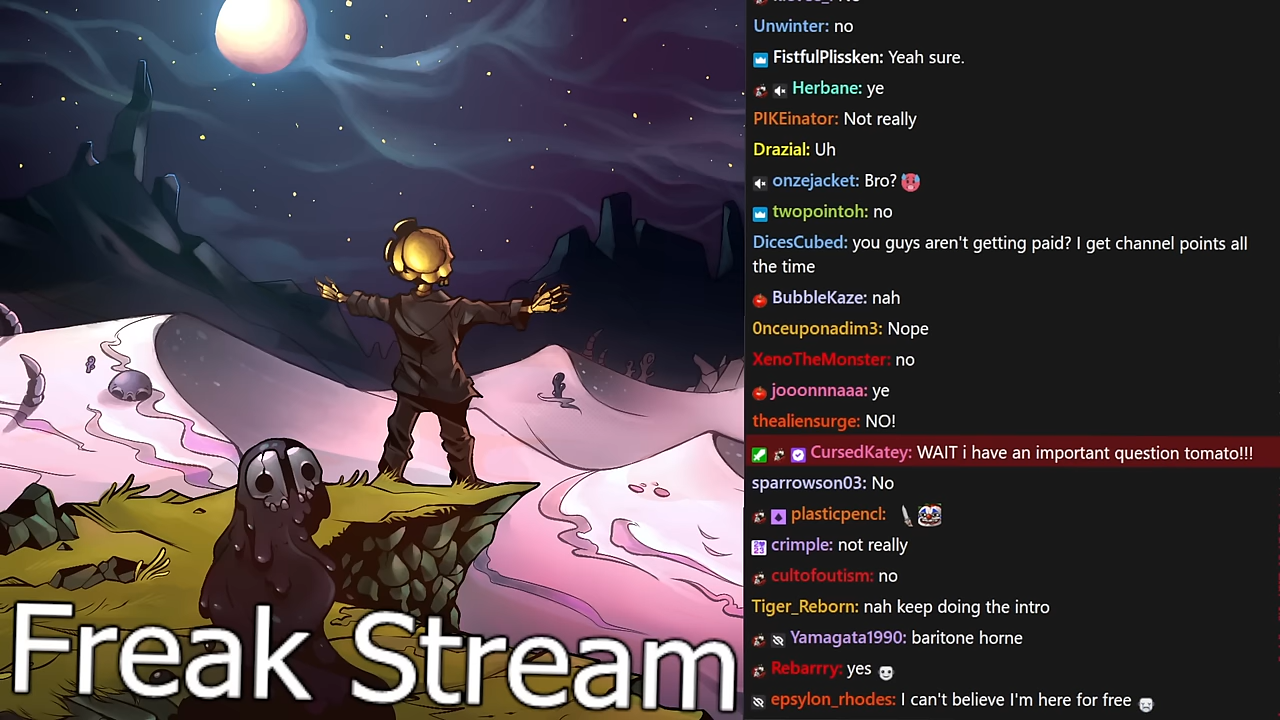 Unwinter: no
FistfulPlissken: Yeah sure.
Herbane: ye
PIKEinator: Not really
Drazial: Uh
onzejacket: Bro?
twopointoh: no
DicesCubed: you guys aren't getting paid? I get channel points all
the time
BubbleKaze: nah
0nceuponadim3: Nope
XenoTheMonster: no
jooonnnaaa: ye
thealiensurge: NO!
CursedKatey: WAIT i have an important question tomato!!!
sparrowson03: No
plasticpencl:
crimple: not really
cultofoutism: no
Tiger_Reborn: nah keep doing the intro
Yamagata1990: baritone horne
Rebarrry: yes
epsylon_rhodes: I can't believe I'm here for free
Freak Stream